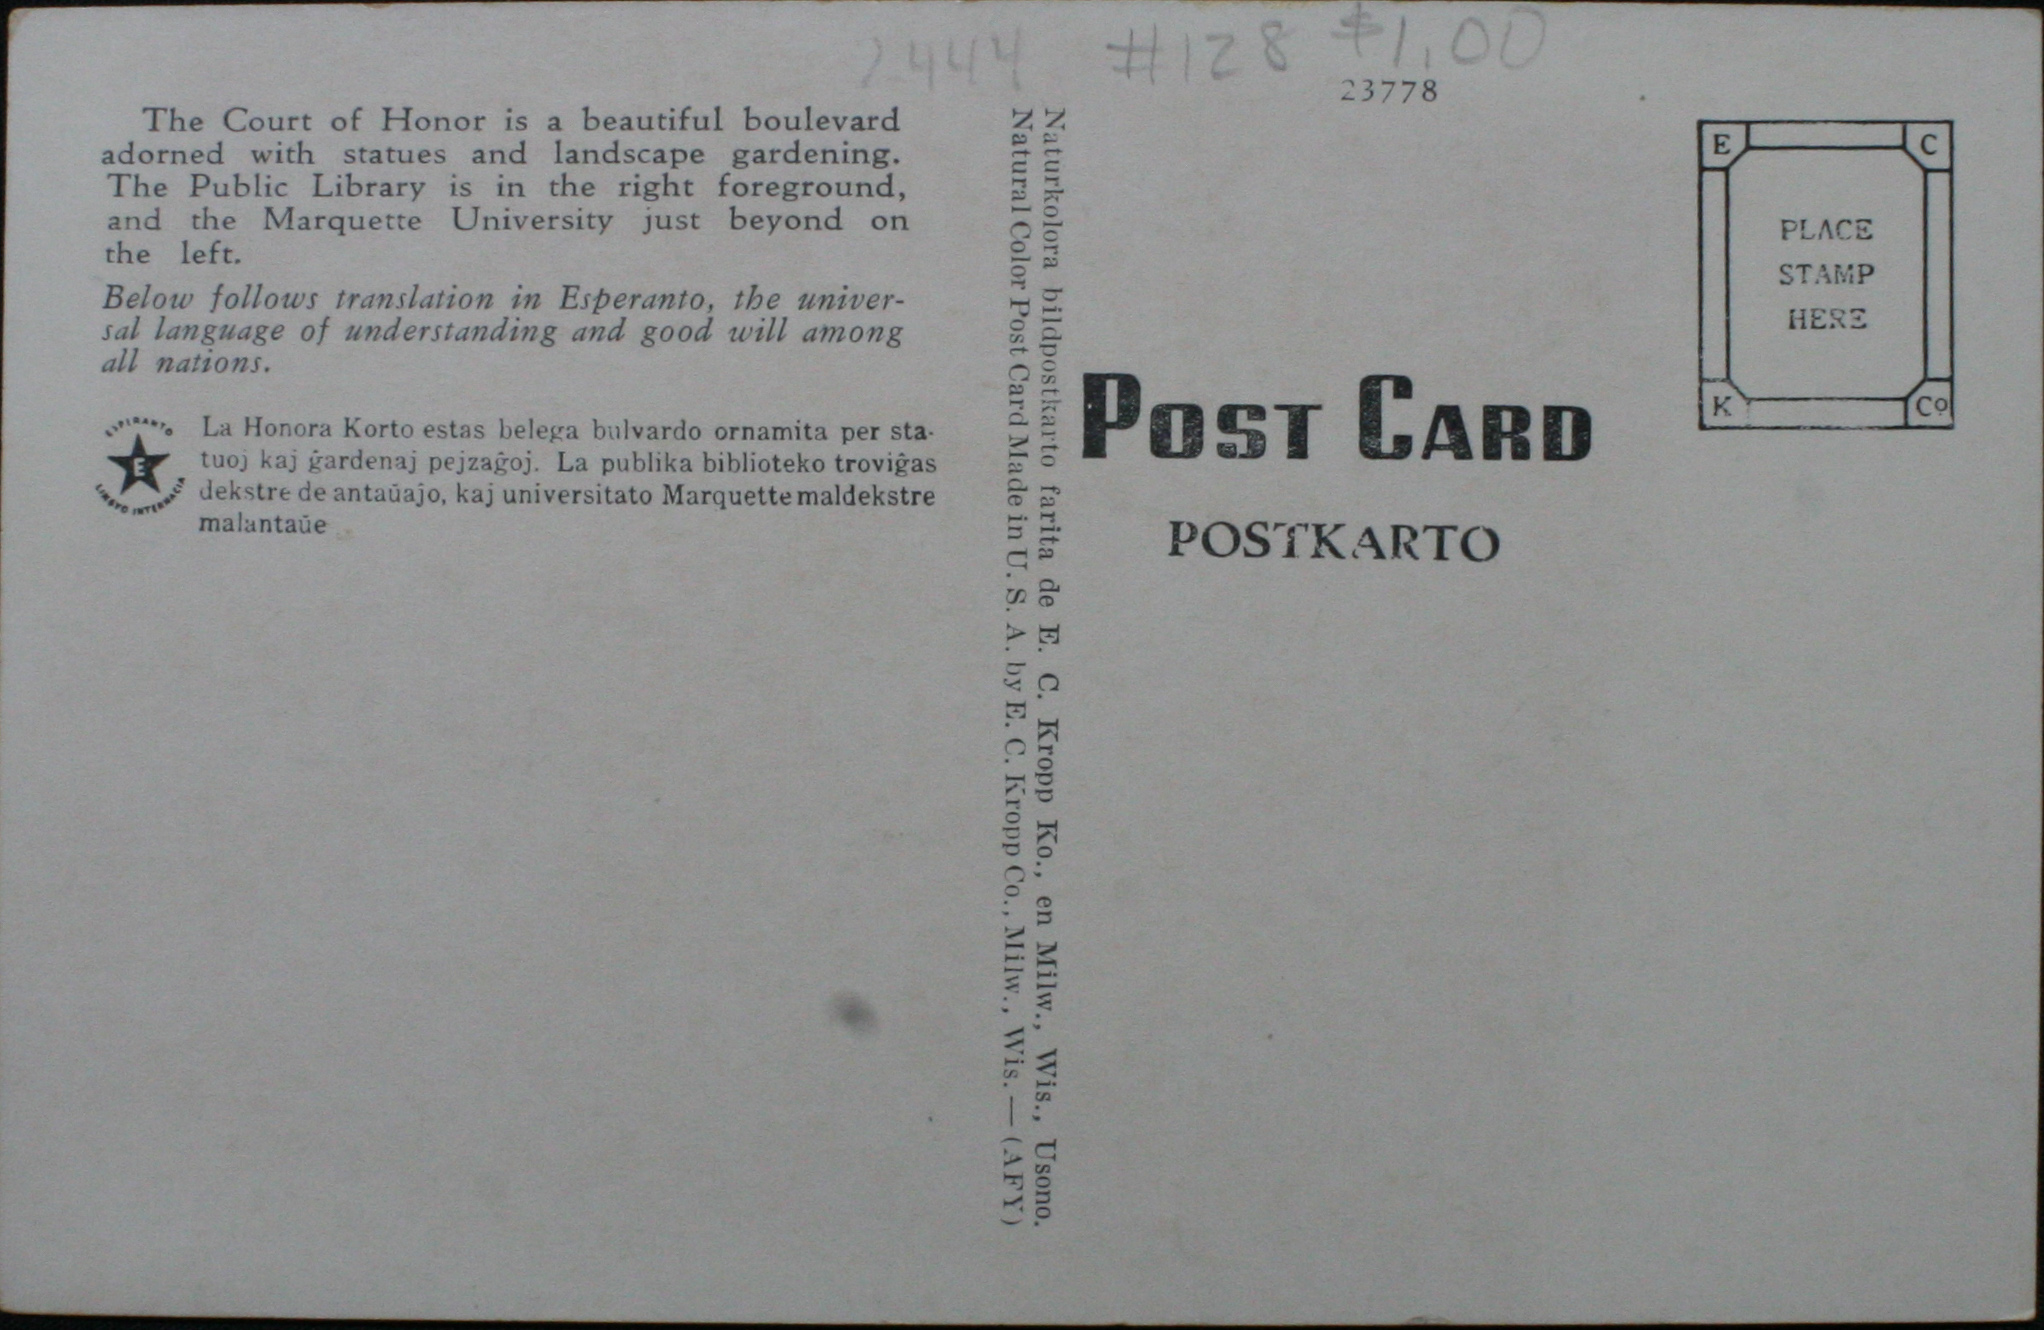 #128 $1.00
23778
The Court of Honor is a beautiful boulevard
adorned with statues and landscape gardening.
The Public Library is in the right foreground,
and the Marquette University just beyond on
the left.
Below follows translation in Esperanto, the univer-
sal language of understanding and good will among
all nations.
ESPERANTO
E
LINGVO INTERNACIA
La Honora Korto estas belega bulvardo ornamita per sta-
tuoj kaj ĝardenaj pejzaĝoj. La publika biblioteko troviĝas
dekstre de antaŭaĵo, kaj universitato Marquette maldekstre
malantaŭe
Naturkolora bildpostkarto farita de E. C. Kropp Ko., en Milw., Wis., Usono.
Natural Color Post Card Made in U. S. A. by E. C. Kropp Co., Milw., Wis. — (AFY)
POST CARD
POSTKARTO
E C
PLACE
STAMP
HERE
K Co